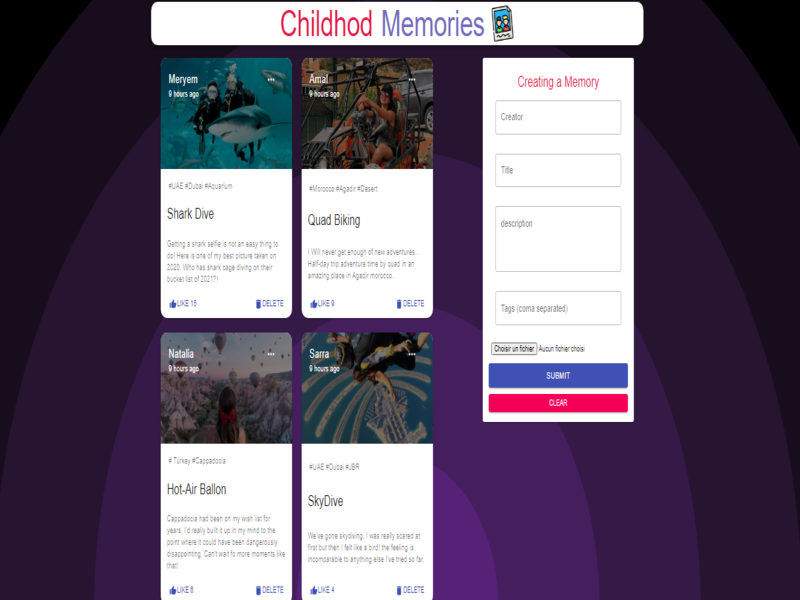 Childhod Memories
Meryem
9 hours ago
#UAE #Dubai #Aquarium
Shark Dive
Getting a shark selfie is not an easy thing to
do! Here is one of my best picture taken on
2020. Who has shark cage diving on their
bucket list of 2021?!
LIKE 15
DELETE
Amal
9 hours ago
#Morocco #Agadir #Desert
Quad Biking
I Will never get enough of new adventures..
Half-day trip adventure time by quad in an
amazing place in Agadir morocco.
LIKE 9
DELETE
Natalia
9 hours ago
# Turkey #Cappadocia
Hot-Air Ballon
Cappadocia had been on my wish list for
years. I'd really built it up in my mind to the
point where it could have been dangerously
disappointing. Can't wait fo more moments like
that!
LIKE 6
DELETE
Sarra
9 hours ago
#UAE #Dubai #JBR
SkyDive
We've gone skydiving, I was really scared at
first but then I felt like a bird! the feeling is
incomparable to anything else I've tried so far.
LIKE 4
DELETE
Creating a Memory
Creator
Title
description
Tags (coma separated)
Choisir un fichier Aucun fichier choisi
SUBMIT
CLEAR